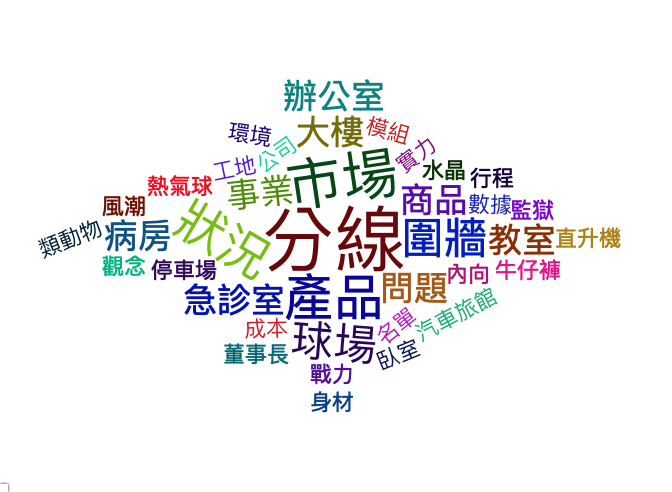 辦公室
環境
大樓
模組
工地
公司
市場
實力
水晶
行程
熱氣球
事業
商品
數據
監獄
風潮
類動物
病房
狀況
分線
圍牆
教室
直升機
觀念
停車場
急診室
產品
問題
內向
牛仔褲
成本
董事長
球場
名單
汽車旅館
臥室
戰力
身材